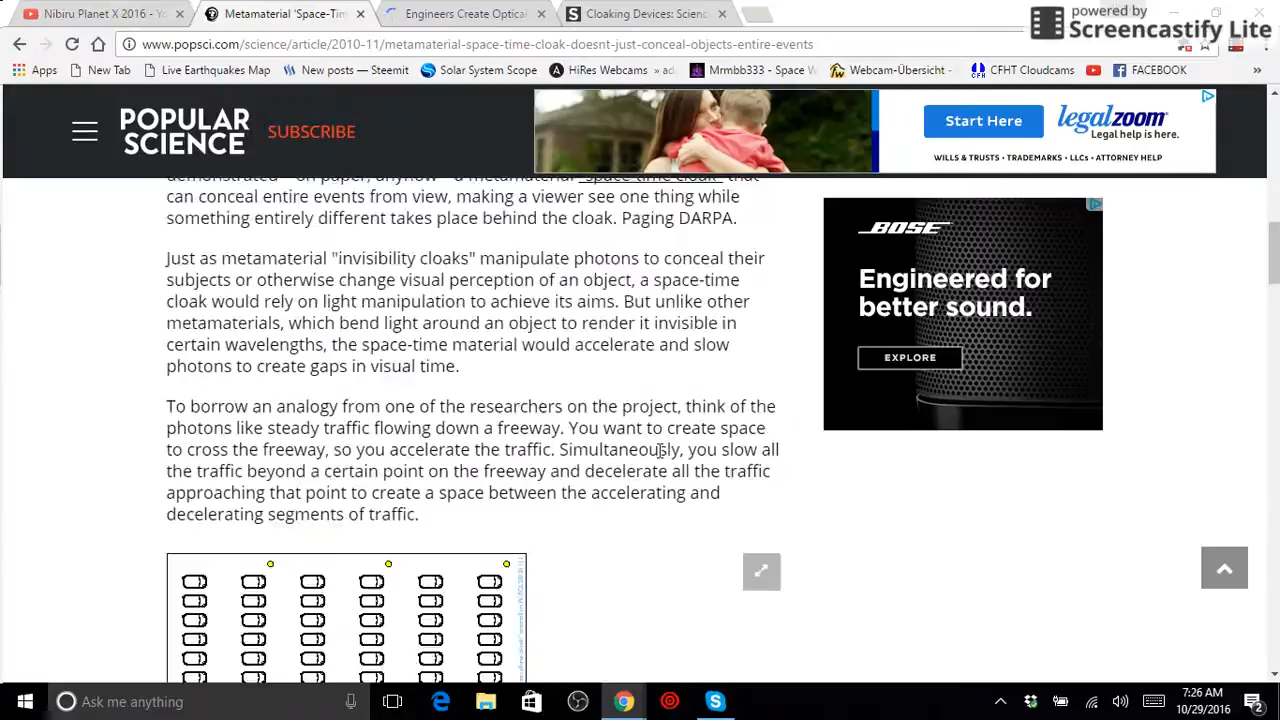 Nibiru Planet X 2016 -
Metamaterial 'Space-Tim
Engineers Create Optica
Cloaking Devices: Scienc
powered by
Screencastify Lite
www.popsci.com/science/article/2010-11/metamaterial-space-time-cloak-doesnt-just-conceal-objects-entire-events
Apps
New Tab
Live Earthquakes Map
New posts — Steemit
Solar System Scope
HiRes Webcams » ad
Mrmbb333 - Space W
Webcam-Übersicht -
CFHT Cloudcams
FACEBOOK
»
POPULAR
SCIENCE
SUBSCRIBE
Start Here
legalzoom
Legal help is here.
WILLS & TRUSTS • TRADEMARKS • LLCs • ATTORNEY HELP
"space-time cloak" that
can conceal entire events from view, making a viewer see one thing while
something entirely different takes place behind the cloak. Paging DARPA.
Just as metamaterial "invisibility cloaks" manipulate photons to conceal their
subjects or otherwise change visual perception of an object, a space-time
cloak would rely on light manipulation to achieve its aims. But unlike other
metamaterials, which bend light around an object to render it invisible in
certain wavelengths, the space-time material would accelerate and slow
photons to create gaps in visual time.
To borrow an analogy from one of the researchers on the project, think of the
photons like steady traffic flowing down a freeway. You want to create space
to cross the freeway, so you accelerate the traffic. Simultaneously, you slow all
the traffic beyond a certain point on the freeway and decelerate all the traffic
approaching that point to create a space between the accelerating and
decelerating segments of traffic.
BOSE
Engineered for
better sound.
EXPLORE
Ask me anything
7:26 AM
10/29/2016
2